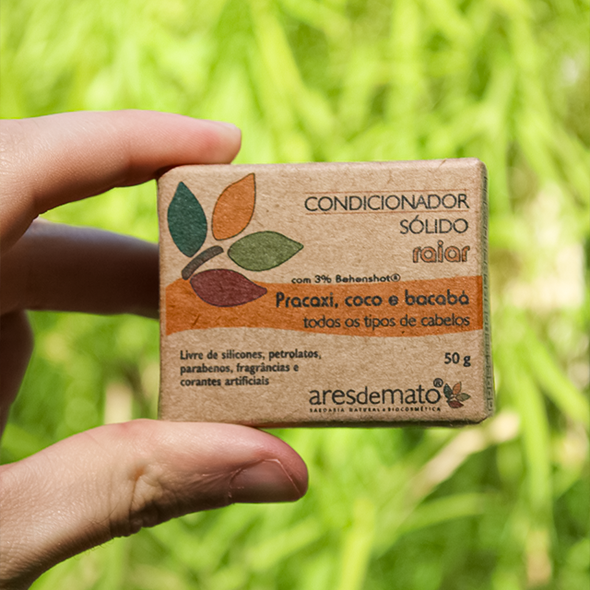 CONDICIONADOR
SÓLIDO
raiar
com 3% Behenshot®
Pracaxi, coco e bacaba
todos os tipos de cabelos
Livre de silicones, petrolatos,
parabenos, fragrâncias e
corantes artificiais
50 g
aresdemato®
SABOARIA NATURAL & BIOCOSMÉTICA